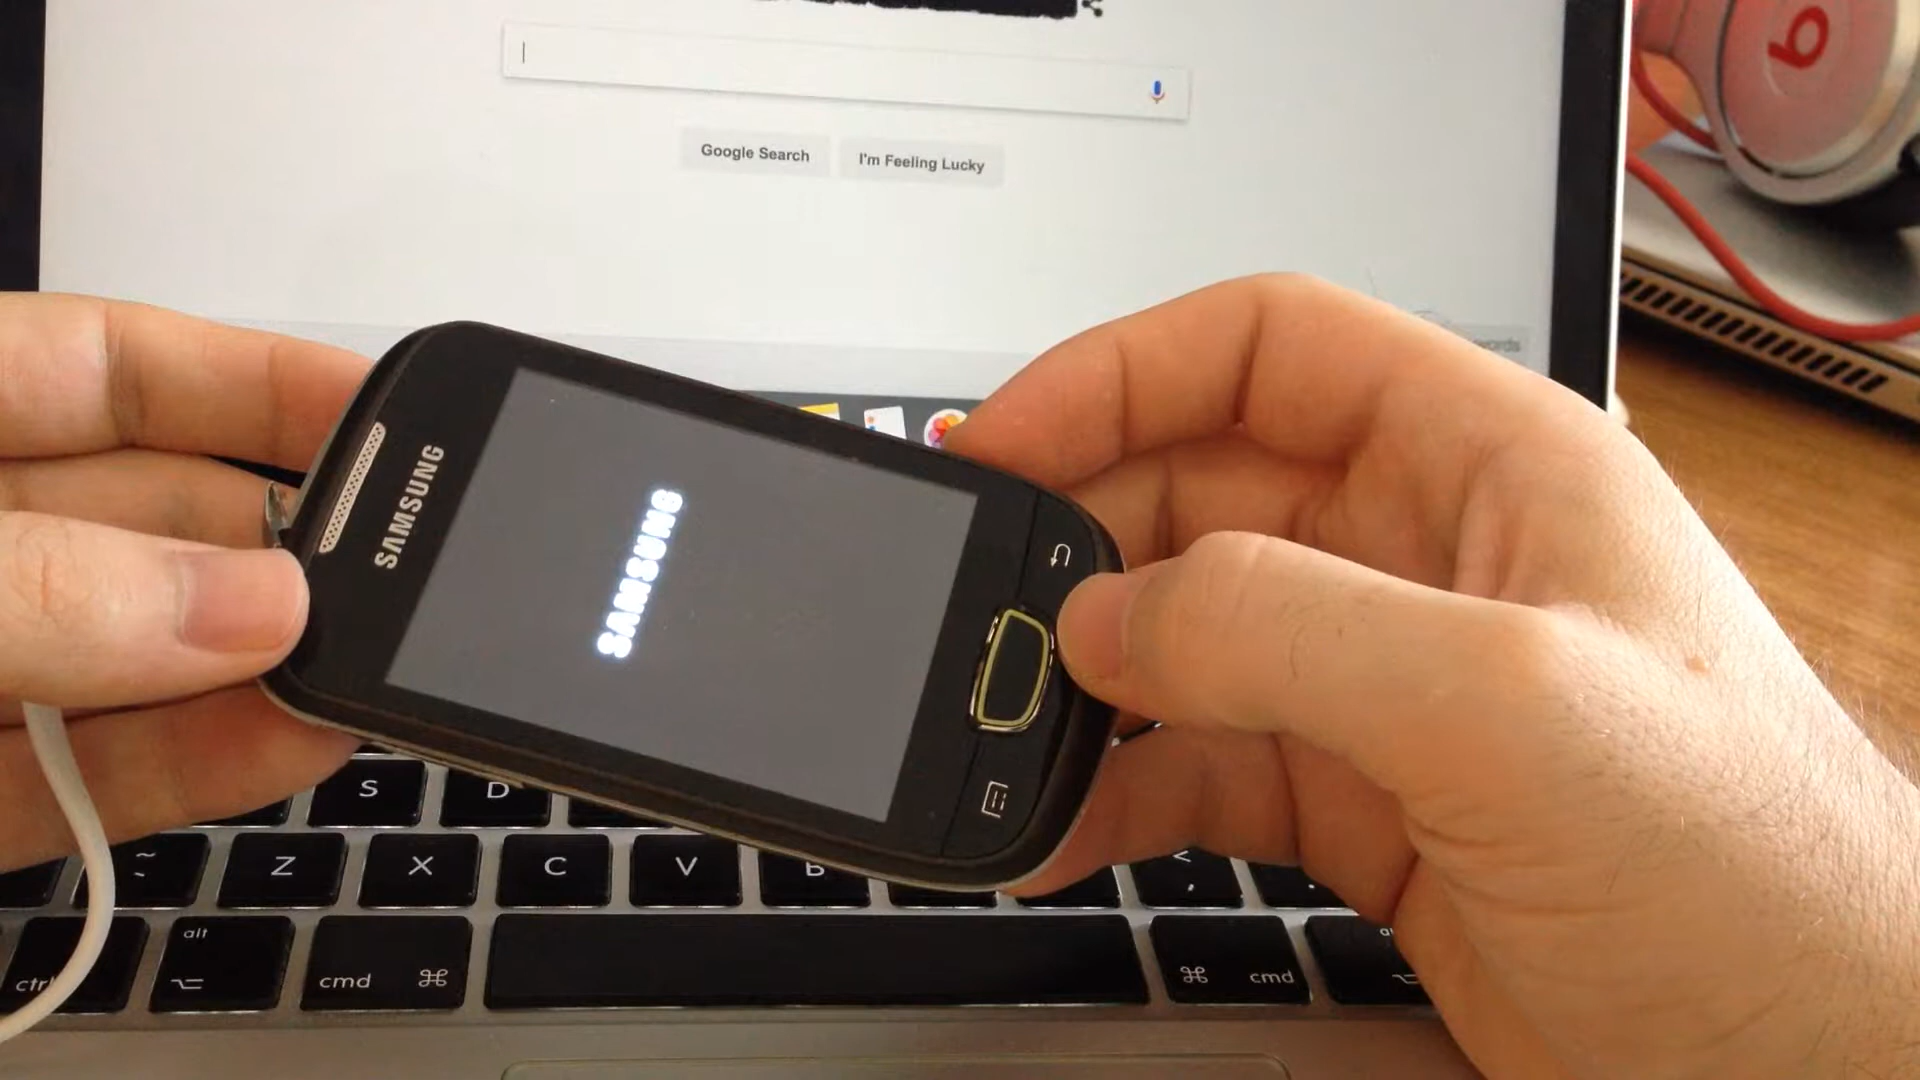 Google Search
I'm Feeling Lucky
SAMSUNG
SAMSUNG
S
D
~
Z
X
C
V
B
<
,
.
alt
ctrl
cmd ⌘
⌘ cmd